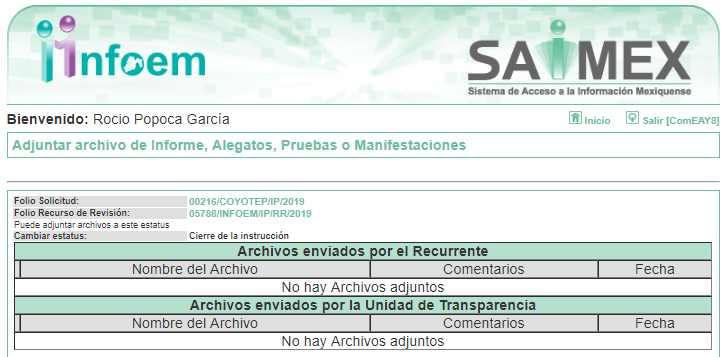 infoem
SAIMEX
Sistema de Acceso a la Información Mexiquense
Bienvenido: Rocio Popoca García
Inicio Salir [ComEAY8]
Adjuntar archivo de Informe, Alegatos, Pruebas o Manifestaciones
Folio Solicitud: 00216/COYOTEP/IP/2019
Folio Recurso de Revisión: 05788/INFOEM/IP/RR/2019
Puede adjuntar archivos a este estatus
Cambiar estatus: Cierre de la instrucción
Archivos enviados por el Recurrente
Nombre del Archivo Comentarios Fecha
No hay Archivos adjuntos
Archivos enviados por la Unidad de Transparencia
Nombre del Archivo Comentarios Fecha
No hay Archivos adjuntos